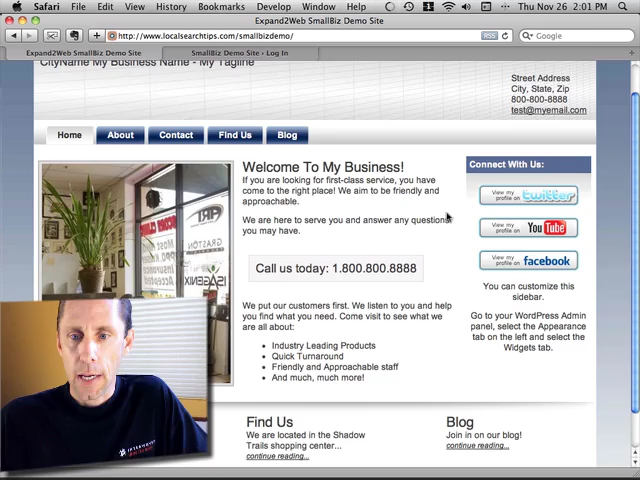 Safari File Edit View History Bookmarks Develop Window Help
Thu Nov 26 2:01 PM
Expand2Web SmallBiz Demo Site
http://www.localsearchtips.com/smallbizdemo/
RSS
Google
Expand2Web SmallBiz Demo Site
SmallBiz Demo Site › Log In
CityName My Business Name - My Tagline
Street Address
City, State, Zip
800-800-8888
test@myemail.com
Home About Contact Find Us Blog
Welcome To My Business!
If you are looking for first-class service, you have
come to the right place! We aim to be friendly and
approachable.
We are here to serve you and answer any questions
you may have.
Call us today: 1.800.800.8888
We put our customers first. We listen to you and help
you find what you need. Come visit to see what we
are all about:
Industry Leading Products
Quick Turnaround
Friendly and Approachable staff
And much, much more!
Connect With Us:
View my profile on twitter
View my profile on YouTube
View my profile on facebook
You can customize this
sidebar.
Go to your WordPress Admin
panel, select the Appearance
tab on the left and select the
Widgets tab.
ART
GRASTON
ISAGENIX
Find Us
We are located in the Shadow
Trails shopping center...
continue reading...
Blog
Join in on our blog!
continue reading...